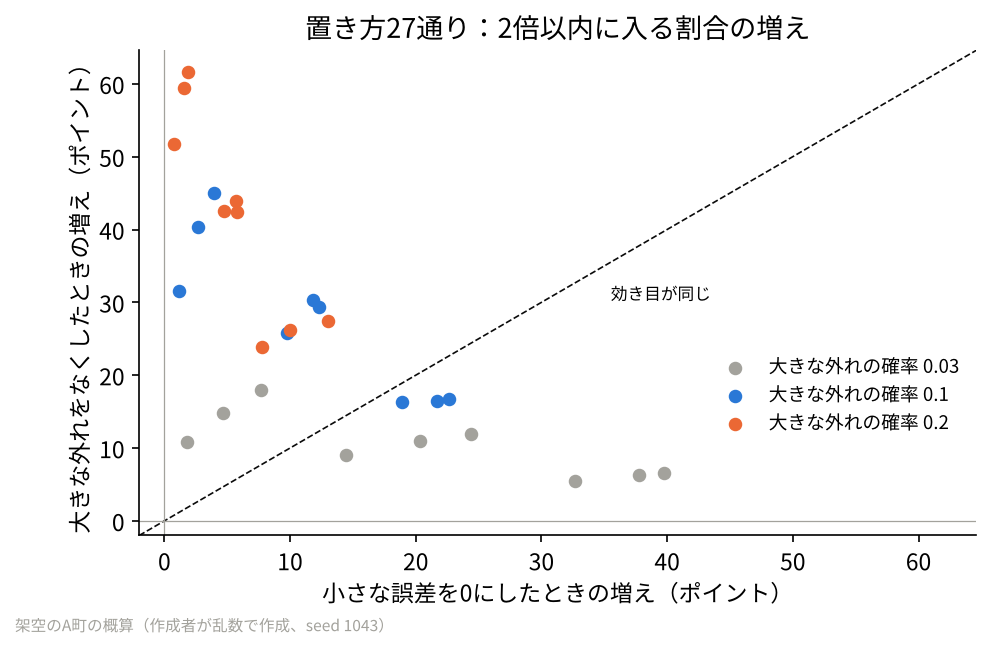 置き方27通り：2倍以内に入る割合の増え
大きな外れをなくしたときの増え（ポイント）
60
50
40
30
20
10
0
効き目が同じ
大きな外れの確率 0.03
大きな外れの確率 0.1
大きな外れの確率 0.2
0 10 20 30 40 50 60
小さな誤差を0にしたときの増え（ポイント）
架空のA町の概算（作成者が乱数で作成、seed 1043）